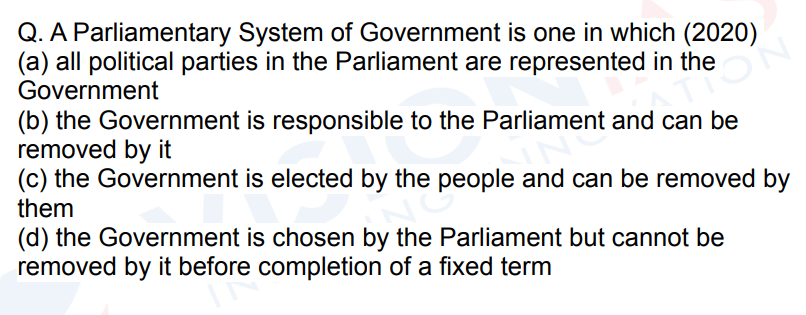 Q. A Parliamentary System of Government is one in which (2020)
(a) all political parties in the Parliament are represented in the
Government
(b) the Government is responsible to the Parliament and can be
removed by it
(c) the Government is elected by the people and can be removed by
them
(d) the Government is chosen by the Parliament but cannot be
removed by it before completion of a fixed term